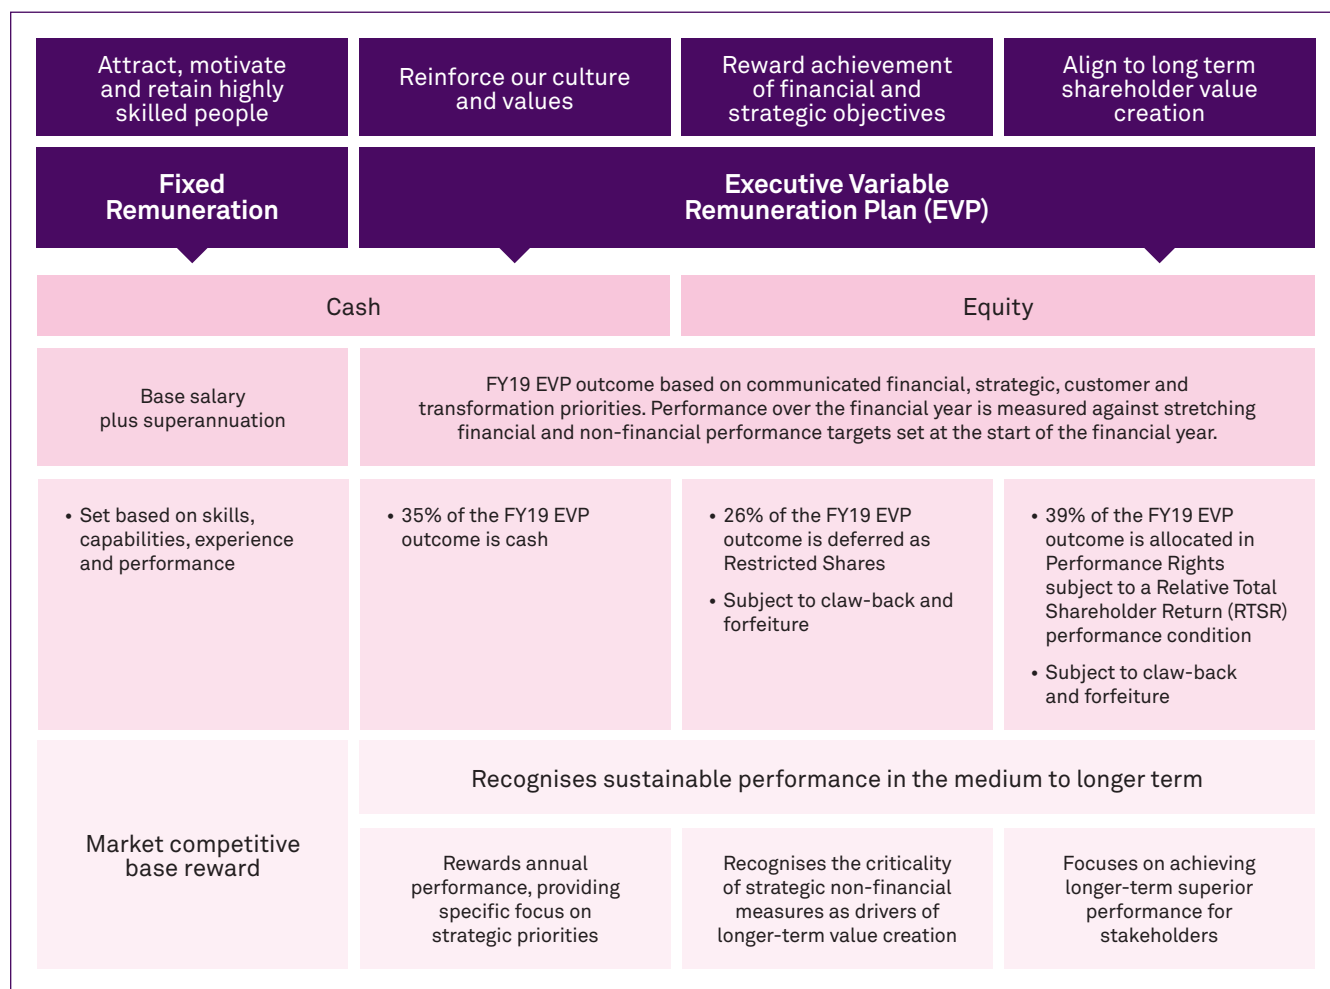 Attract, motivate
and retain highly
skilled people
Reinforce our culture
and values
Reward achievement
of financial and
strategic objectives
Align to long term
shareholder value
creation
Fixed
Remuneration
Executive Variable
Remuneration Plan (EVP)
Cash
Equity
Base salary
plus superannuation
FY19 EVP outcome based on communicated financial, strategic, customer and
transformation priorities. Performance over the financial year is measured against stretching
financial and non-financial performance targets set at the start of the financial year.
• Set based on skills,
capabilities, experience
and performance
• 35% of the FY19 EVP
outcome is cash
• 26% of the FY19 EVP
outcome is deferred as
Restricted Shares
• Subject to claw-back and
forfeiture
• 39% of the FY19 EVP
outcome is allocated in
Performance Rights
subject to a Relative Total
Shareholder Return (RTSR)
performance condition
• Subject to claw-back
and forfeiture
Market competitive
base reward
Recognises sustainable performance in the medium to longer term
Rewards annual
performance, providing
specific focus on
strategic priorities
Recognises the criticality
of strategic non-financial
measures as drivers of
longer-term value creation
Focuses on achieving
longer-term superior
performance for
stakeholders